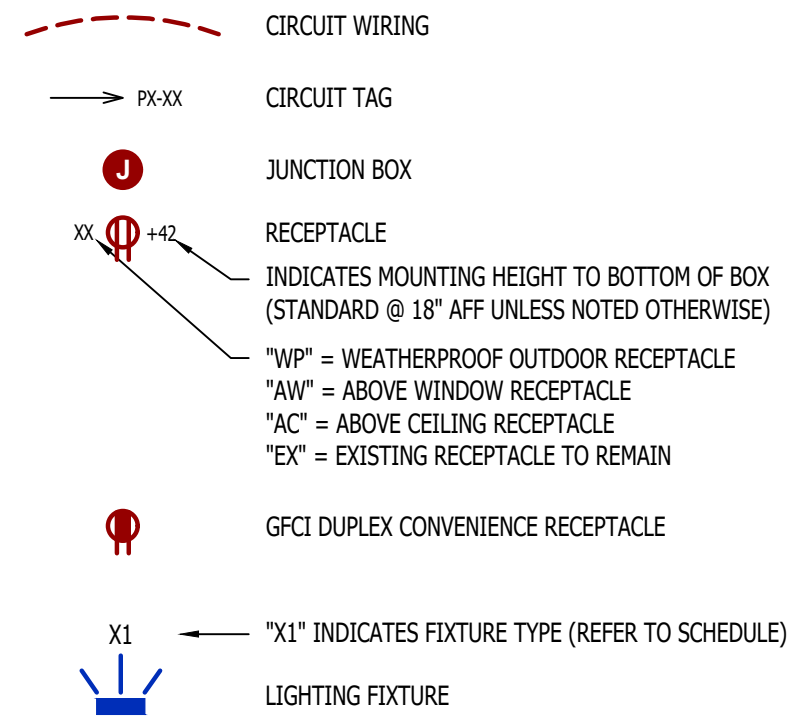 CIRCUIT WIRING
PX-XX CIRCUIT TAG
J JUNCTION BOX
XX +42 RECEPTACLE
INDICATES MOUNTING HEIGHT TO BOTTOM OF BOX
(STANDARD @ 18" AFF UNLESS NOTED OTHERWISE)
"WP" = WEATHERPROOF OUTDOOR RECEPTACLE
"AW" = ABOVE WINDOW RECEPTACLE
"AC" = ABOVE CEILING RECEPTACLE
"EX" = EXISTING RECEPTACLE TO REMAIN
GFCI DUPLEX CONVENIENCE RECEPTACLE
X1 "X1" INDICATES FIXTURE TYPE (REFER TO SCHEDULE)
LIGHTING FIXTURE